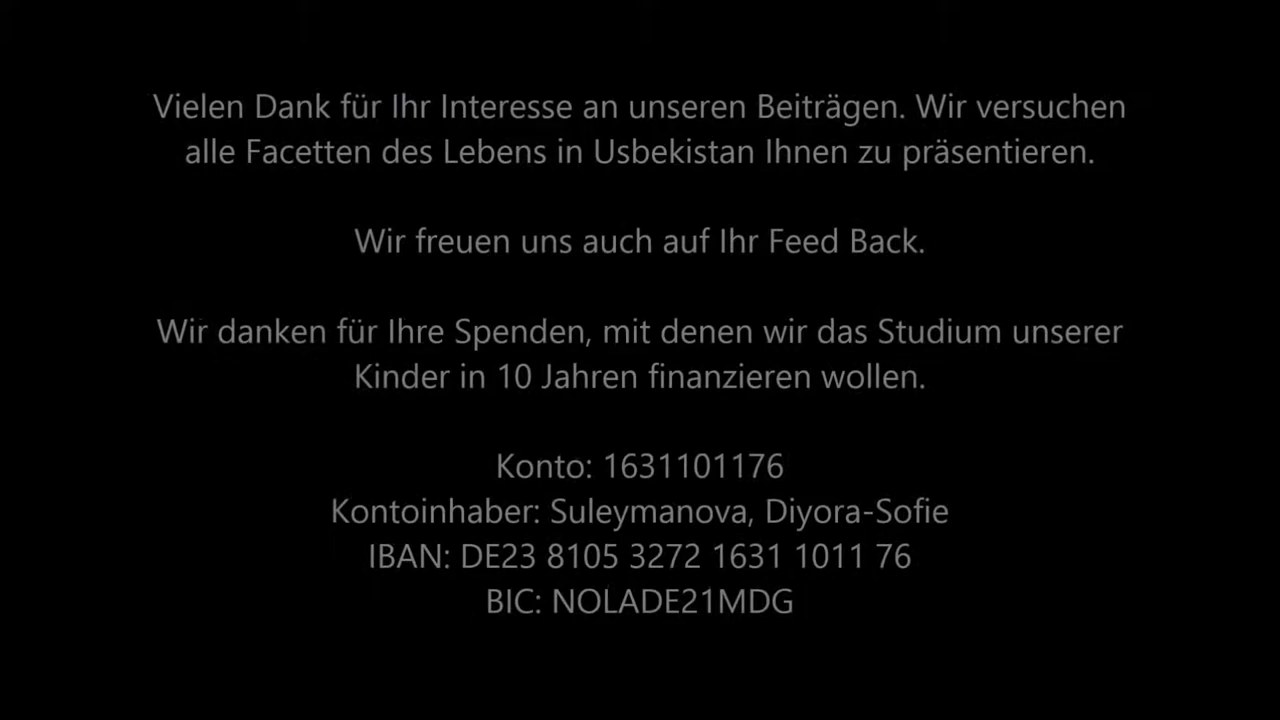 Vielen Dank für Ihr Interesse an unseren Beiträgen. Wir versuchen
alle Facetten des Lebens in Usbekistan Ihnen zu präsentieren.
Wir freuen uns auch auf Ihr Feed Back.
Wir danken für Ihre Spenden, mit denen wir das Studium unserer
Kinder in 10 Jahren finanzieren wollen.
Konto: 1631101176
Kontoinhaber: Suleymanova, Diyora-Sofie
IBAN: DE23 8105 3272 1631 1011 76
BIC: NOLADE21MDG